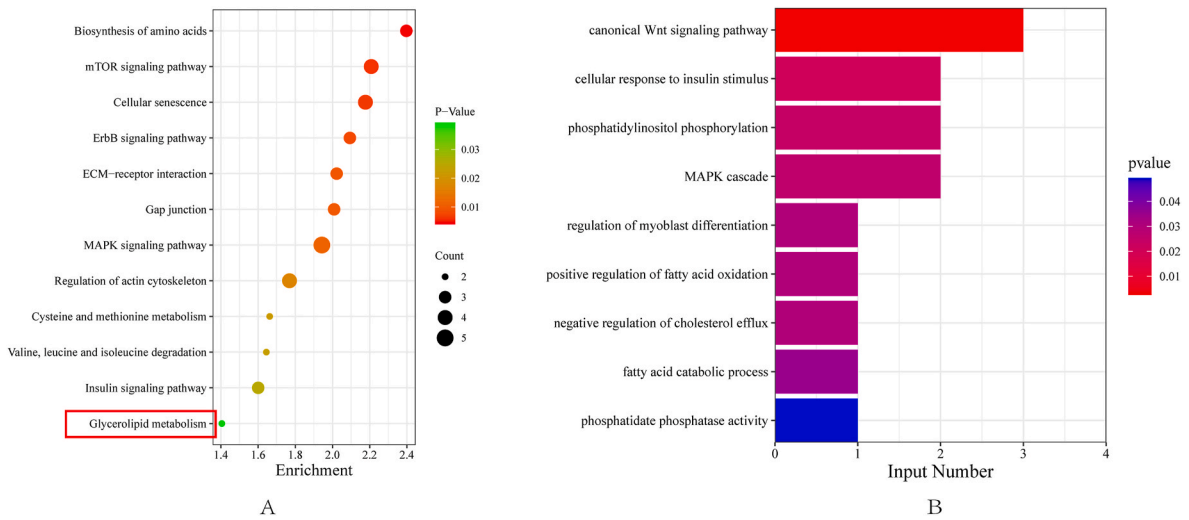 Biosynthesis of amino acids
mTOR signaling pathway
Cellular senescence
ErbB signaling pathway
ECM−receptor interaction
Gap junction
MAPK signaling pathway
Regulation of actin cytoskeleton
Cysteine and methionine metabolism
Valine, leucine and isoleucine degradation
Insulin signaling pathway
Glycerolipid metabolism
1.4 1.6 1.8 2.0 2.2 2.4
Enrichment
P−Value
0.03
0.02
0.01
Count
2
3
4
5
A
canonical Wnt signaling pathway
cellular response to insulin stimulus
phosphatidylinositol phosphorylation
MAPK cascade
regulation of myoblast differentiation
positive regulation of fatty acid oxidation
negative regulation of cholesterol efflux
fatty acid catabolic process
phosphatidate phosphatase activity
0 1 2 3 4
Input Number
pvalue
0.04
0.03
0.02
0.01
B